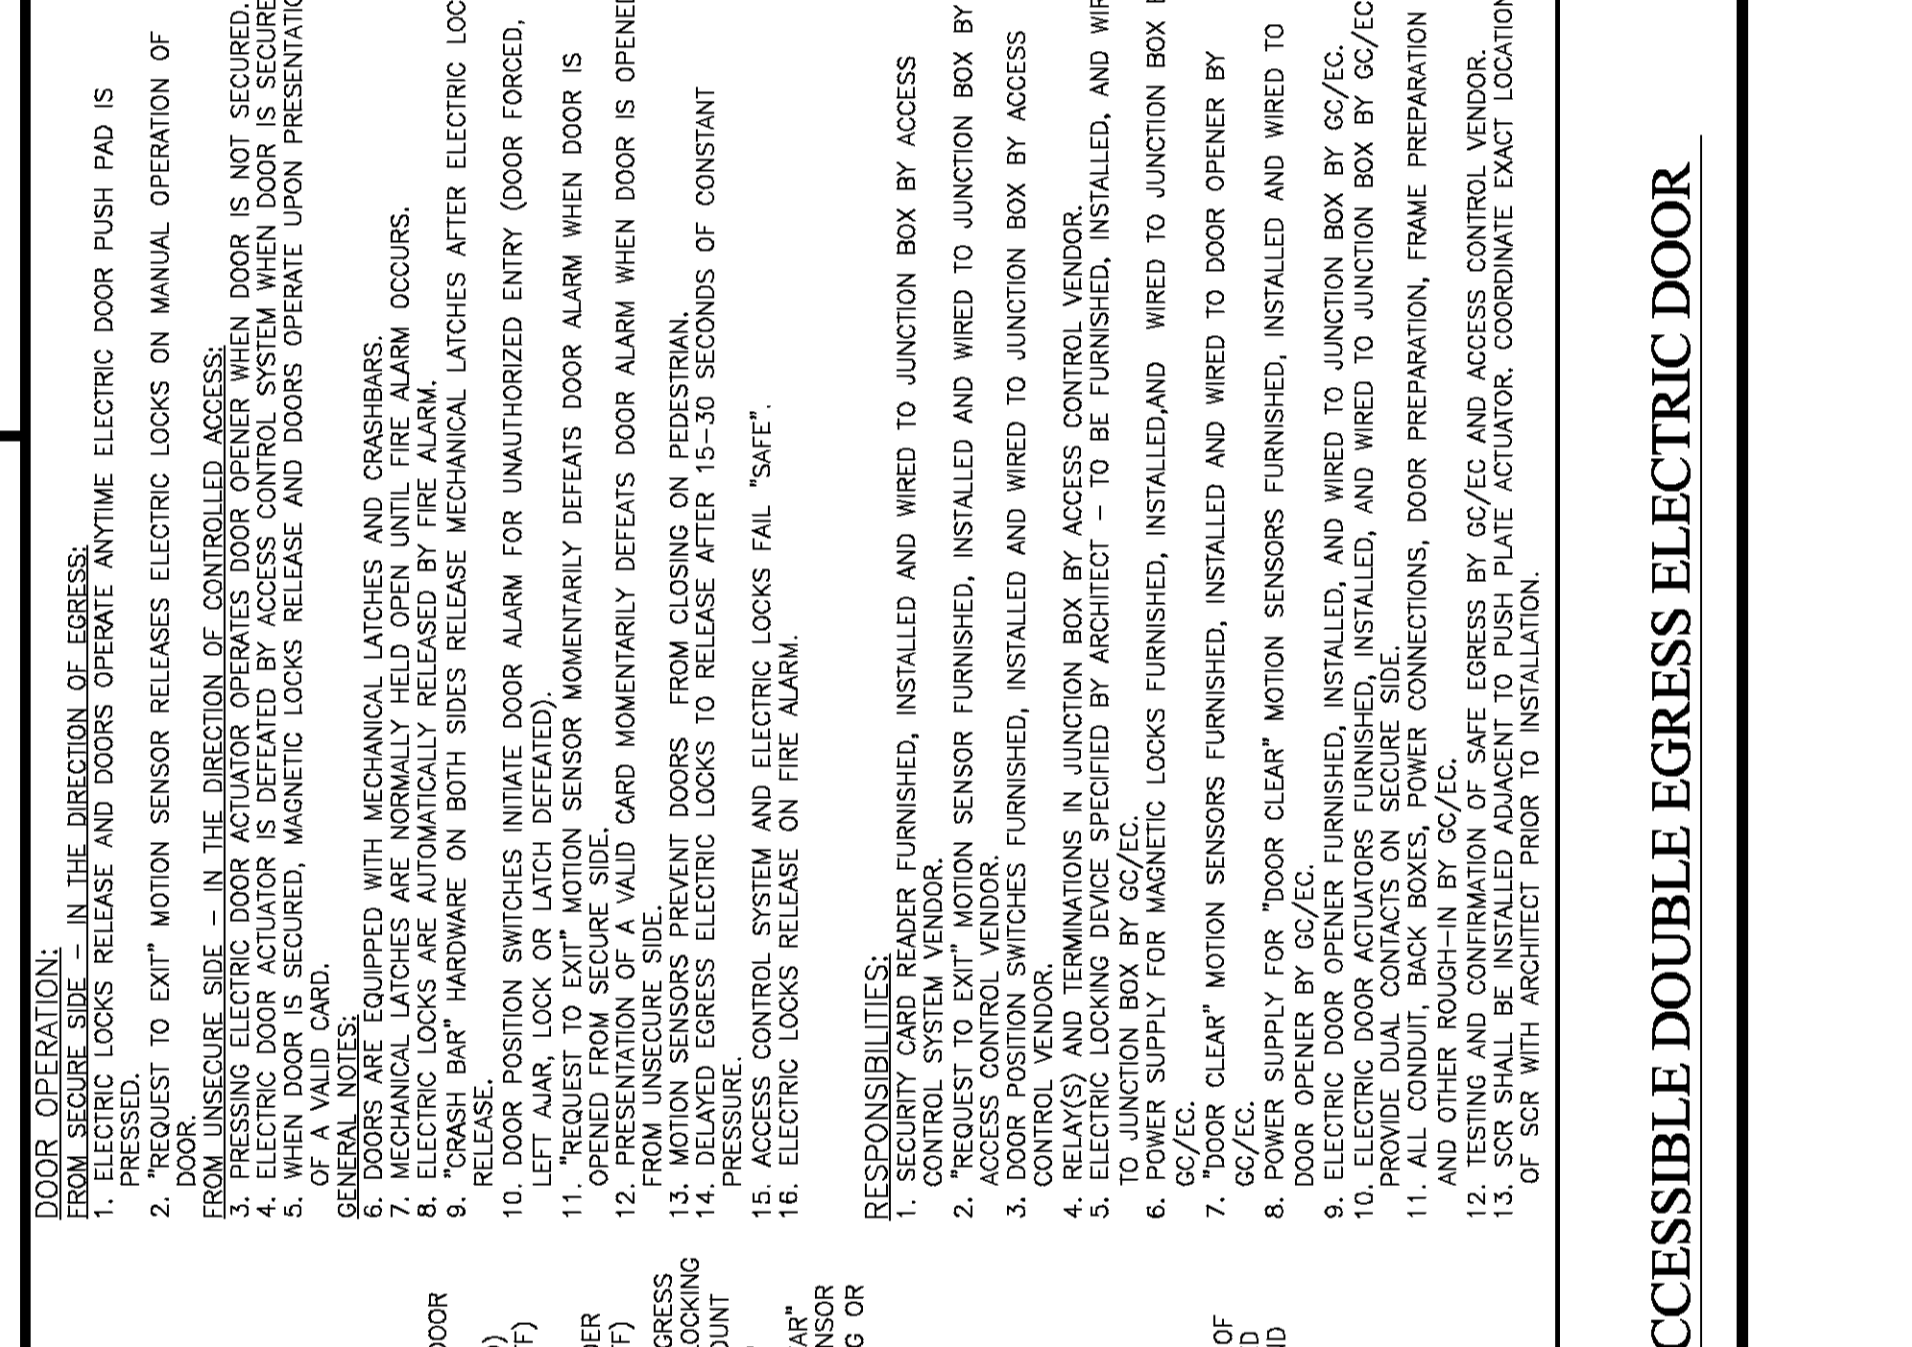 DOOR OPERATION:
FROM SECURE SIDE – IN THE DIRECTION OF EGRESS:
1. ELECTRIC LOCKS RELEASE AND DOORS OPERATE ANYTIME ELECTRIC DOOR PUSH PAD IS
PRESSED.
2. "REQUEST TO EXIT" MOTION SENSOR RELEASES ELECTRIC LOCKS ON MANUAL OPERATION OF
DOOR.
FROM UNSECURE SIDE – IN THE DIRECTION OF CONTROLLED ACCESS:
3. PRESSING ELECTRIC DOOR ACTUATOR OPERATES DOOR OPENER WHEN DOOR IS NOT SECURED.
4. ELECTRIC DOOR ACTUATOR IS DEFEATED BY ACCESS CONTROL SYSTEM WHEN DOOR IS SECURE
5. WHEN DOOR IS SECURED, MAGNETIC LOCKS RELEASE AND DOORS OPERATE UPON PRESENTATIO
OF A VALID CARD.
GENERAL NOTES:
6. DOORS ARE EQUIPPED WITH MECHANICAL LATCHES AND CRASHBARS.
7. MECHANICAL LATCHES ARE NORMALLY HELD OPEN UNTIL FIRE ALARM OCCURS.
8. ELECTRIC LOCKS ARE AUTOMATICALLY RELEASED BY FIRE ALARM.
9. "CRASH BAR" HARDWARE ON BOTH SIDES RELEASE MECHANICAL LATCHES AFTER ELECTRIC LOC
RELEASE.
10. DOOR POSITION SWITCHES INITIATE DOOR ALARM FOR UNAUTHORIZED ENTRY (DOOR FORCED,
LEFT AJAR, LOCK OR LATCH DEFEATED).
11. "REQUEST TO EXIT" MOTION SENSOR MOMENTARILY DEFEATS DOOR ALARM WHEN DOOR IS
OPENED FROM SECURE SIDE.
12. PRESENTATION OF A VALID CARD MOMENTARILY DEFEATS DOOR ALARM WHEN DOOR IS OPENED
FROM UNSECURE SIDE.
13. MOTION SENSORS PREVENT DOORS FROM CLOSING ON PEDESTRIAN.
14. DELAYED EGRESS ELECTRIC LOCKS TO RELEASE AFTER 15–30 SECONDS OF CONSTANT
PRESSURE.
15. ACCESS CONTROL SYSTEM AND ELECTRIC LOCKS FAIL "SAFE".
16. ELECTRIC LOCKS RELEASE ON FIRE ALARM.
RESPONSIBILITIES:
1. SECURITY CARD READER FURNISHED, INSTALLED AND WIRED TO JUNCTION BOX BY ACCESS
CONTROL SYSTEM VENDOR.
2. "REQUEST TO EXIT" MOTION SENSOR FURNISHED, INSTALLED AND WIRED TO JUNCTION BOX BY
ACCESS CONTROL VENDOR.
3. DOOR POSITION SWITCHES FURNISHED, INSTALLED AND WIRED TO JUNCTION BOX BY ACCESS
CONTROL VENDOR.
4. RELAY(S) AND TERMINATIONS IN JUNCTION BOX BY ACCESS CONTROL VENDOR.
5. ELECTRIC LOCKING DEVICE SPECIFIED BY ARCHITECT – TO BE FURNISHED, INSTALLED, AND WIR
TO JUNCTION BOX BY GC/EC.
6. POWER SUPPLY FOR MAGNETIC LOCKS FURNISHED, INSTALLED,AND WIRED TO JUNCTION BOX
GC/EC.
7. "DOOR CLEAR" MOTION SENSORS FURNISHED, INSTALLED AND WIRED TO DOOR OPENER BY
GC/EC.
8. POWER SUPPLY FOR "DOOR CLEAR" MOTION SENSORS FURNISHED, INSTALLED AND WIRED TO
DOOR OPENER BY GC/EC.
9. ELECTRIC DOOR OPENER FURNISHED, INSTALLED, AND WIRED TO JUNCTION BOX BY GC/EC.
10. ELECTRIC DOOR ACTUATORS FURNISHED, INSTALLED, AND WIRED TO JUNCTION BOX BY GC/EC
PROVIDE DUAL CONTACTS ON SECURE SIDE.
11. ALL CONDUIT, BACK BOXES, POWER CONNECTIONS, DOOR PREPARATION, FRAME PREPARATION
AND OTHER ROUGH–IN BY GC/EC.
12. TESTING AND CONFIRMATION OF SAFE EGRESS BY GC/EC AND ACCESS CONTROL VENDOR.
13. SCR SHALL BE INSTALLED ADJACENT TO PUSH PLATE ACTUATOR. COORDINATE EXACT LOCATION
OF SCR WITH ARCHITECT PRIOR TO INSTALLATION.
DOOR
)
TF)
DER
TF)
GRESS
LOCKING
OUNT
AR"
NSOR
G OR
OF
ED
ND
CCESSIBLE DOUBLE EGRESS ELECTRIC DOOR